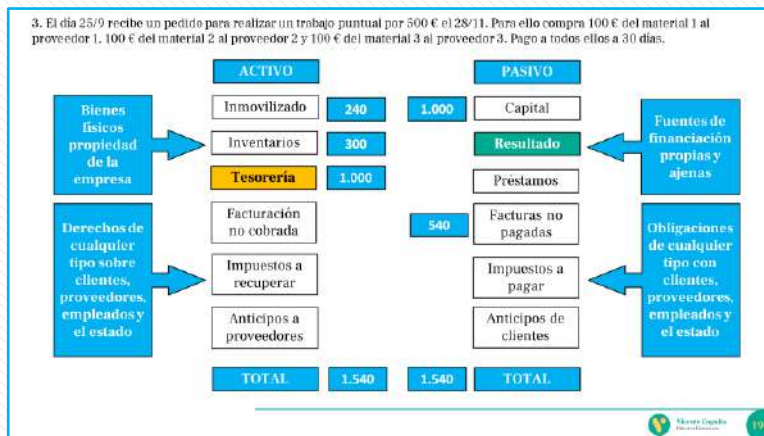 3. El día 25/9 recibe un pedido para realizar un trabajo puntual por 500 € el 28/11. Para ello compra 100 € del material 1 al
proveedor 1, 100 € del material 2 al proveedor 2 y 100 € del material 3 al proveedor 3. Pago a todos ellos a 30 días.
ACTIVO
PASIVO
Bienes
físicos
propiedad
de la
empresa
Inmovilizado
240
1.000
Capital
Inventarios
300
Resultado
Tesorería
1.000
Préstamos
Fuentes de
financiación
propias y
ajenas
Derechos de
cualquier
tipo sobre
clientes,
proveedores,
empleados y
el estado
Facturación
no cobrada
540
Facturas no
pagadas
Impuestos a
recuperar
Impuestos a
pagar
Anticipos a
proveedores
Anticipos de
clientes
Obligaciones
de cualquier
tipo con
clientes,
proveedores,
empleados y
el estado
TOTAL
1.540
1.540
TOTAL
19